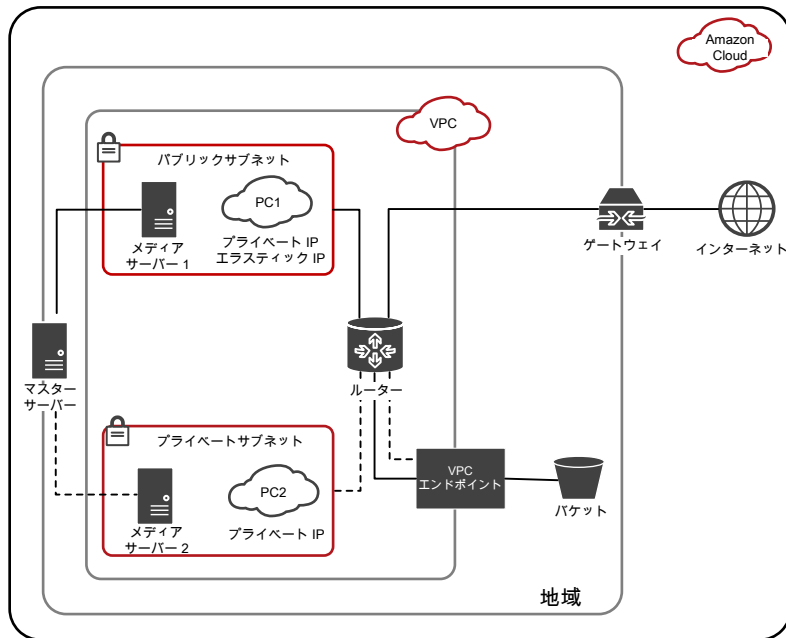 Amazon
Cloud
VPC
パブリックサブネット
PC1
メディア
サーバー 1
プライベート IP
エラスティック IP
ゲートウェイ
インターネット
マスター
サーバー
ルーター
プライベートサブネット
PC2
メディア
サーバー 2
プライベート IP
VPC
エンドポイント
バケット
地域